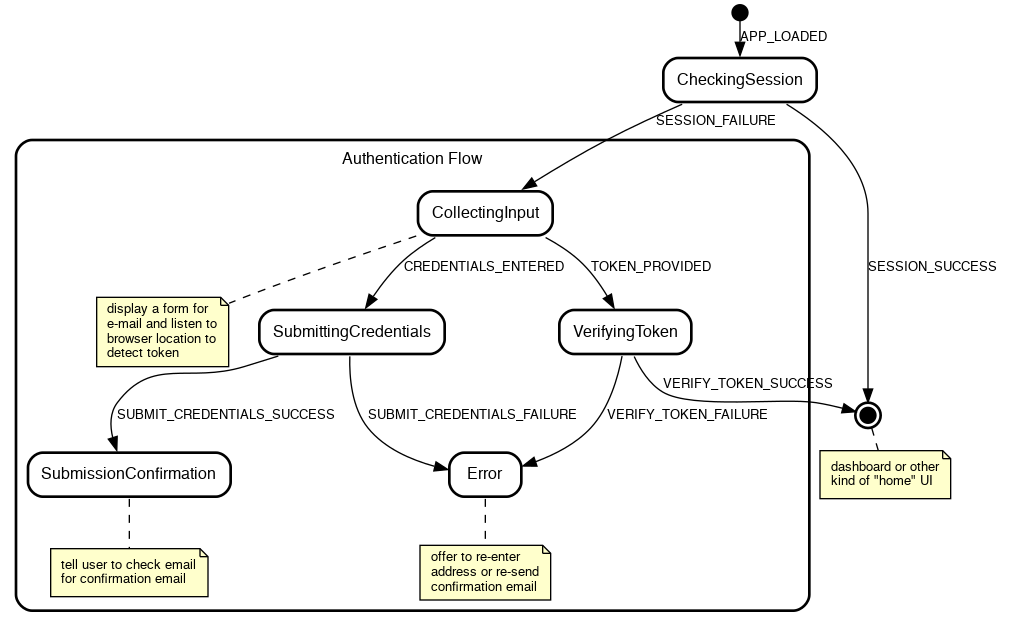 APP_LOADED
CheckingSession
SESSION_FAILURE
Authentication Flow
CollectingInput
CREDENTIALS_ENTERED
TOKEN_PROVIDED
SESSION_SUCCESS
display a form for
e-mail and listen to
browser location to
detect token
SubmittingCredentials
VerifyingToken
VERIFY_TOKEN_SUCCESS
SUBMIT_CREDENTIALS_SUCCESS
SUBMIT_CREDENTIALS_FAILURE
VERIFY_TOKEN_FAILURE
SubmissionConfirmation
Error
dashboard or other
kind of "home" UI
tell user to check email
for confirmation email
offer to re-enter
address or re-send
confirmation email